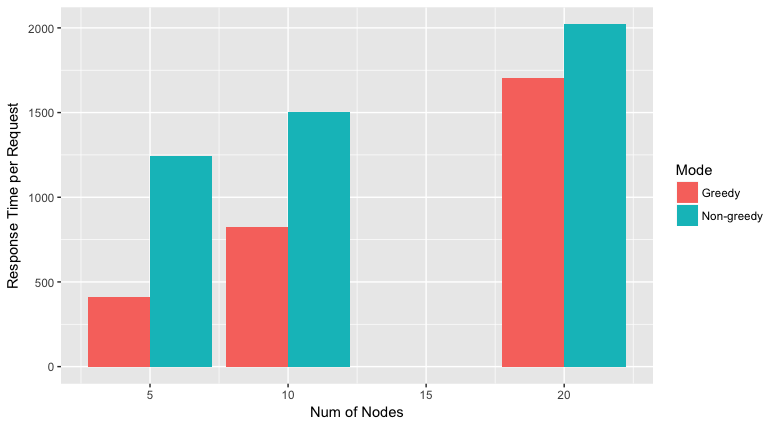 Response Time per Request
2000
1500
1000
500
0
5
10
15
20
Num of Nodes
Mode
Greedy
Non-greedy